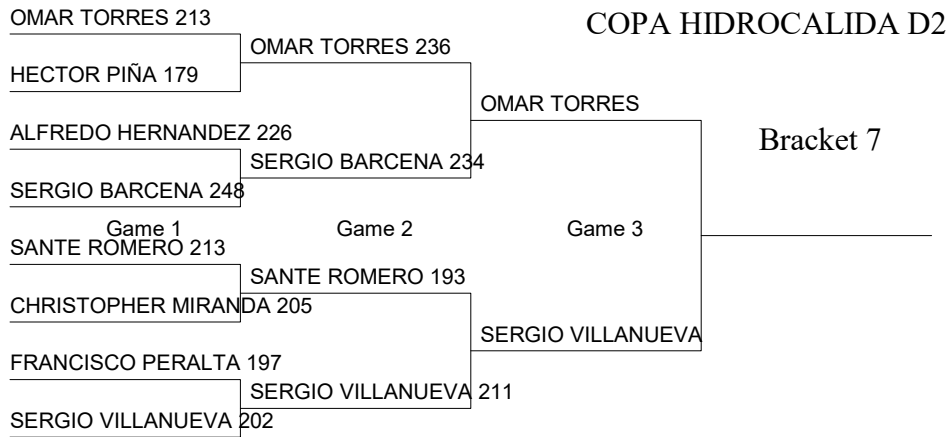 OMAR TORRES 213
COPA HIDROCALIDA D2
OMAR TORRES 236
HECTOR PIÑA 179
OMAR TORRES
ALFREDO HERNANDEZ 226
Bracket 7
SERGIO BARCENA 234
SERGIO BARCENA 248
Game 1
Game 2
Game 3
SANTE ROMERO 213
SANTE ROMERO 193
CHRISTOPHER MIRANDA 205
SERGIO VILLANUEVA
FRANCISCO PERALTA 197
SERGIO VILLANUEVA 211
SERGIO VILLANUEVA 202